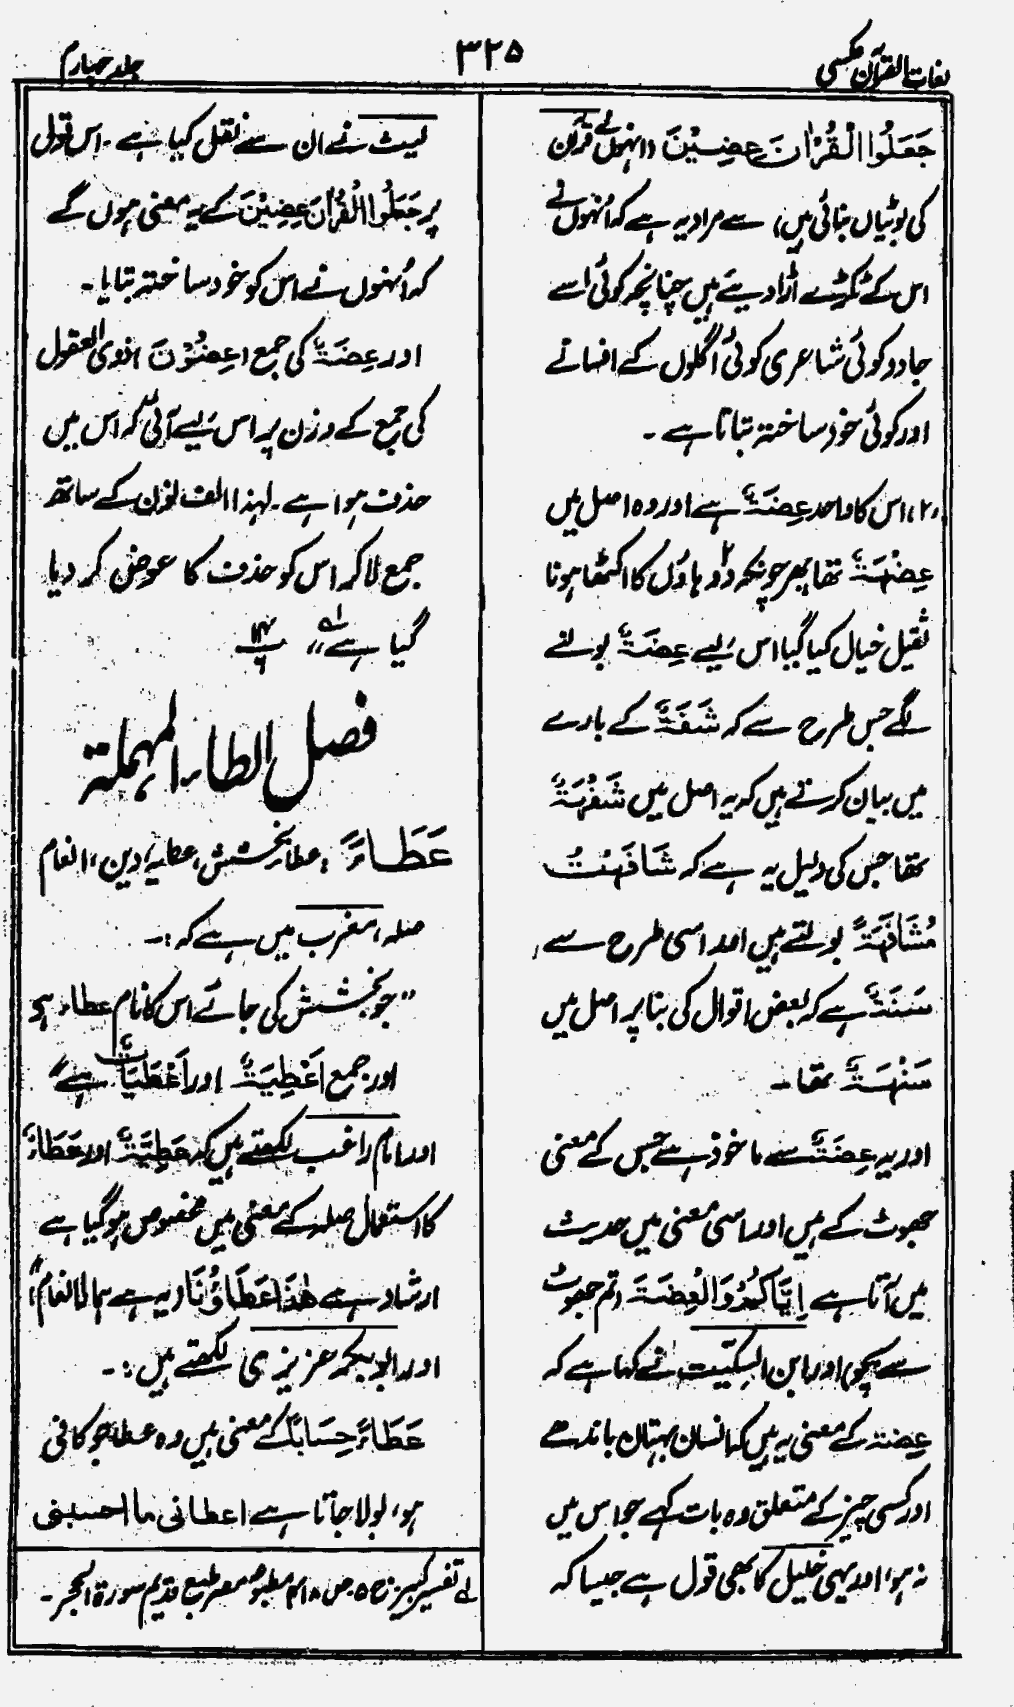 لغات القرآن عکسی
۳۲۵
جلد چہارم
جَعَلُوا الْقُرْاٰنَ عِضِیْنَ (انہوں نے قرآن
کی بوٹیاں بنائی ہیں) سے مراد یہ ہے کہ اُنہوں نے
اس کے ٹکڑے اڑا دیئے ہیں چنانچہ کوئی اسے
جادو کوئی شاعری کوئی اگلوں کے افسانے
اور کوئی خود ساختہ بتاتا ہے ۔
(۲) اس کا واحد عِضَۃٌ ہے اور وہ اصل میں
عِضْہَۃٌ تھا پھر چونکہ دو ہاؤں کا اکٹھا ہونا
ثقیل خیال کیا گیا اس لیے عِضَۃٌ بولنے
لگے جس طرح سے کہ شَفَۃٌ کے بارے
میں بیان کرتے ہیں کہ یہ اصل میں شَفْہَۃٌ
تھا جس کی دلیل یہ ہے کہ شَافَہْتُ
مُشَافَہَۃً بولتے ہیں اور اسی طرح سے
سَنَۃٌ ہے کہ بعض اقوال کی بنا پر اصل میں
سَنْہَۃٌ تھا ۔
اور یہ عِضَۃٌ سے ماخوذ ہے جس کے معنی
جھوٹ کے ہیں اور اسی معنی میں حدیث
میں آتا ہے اِیَّاکُمْ وَالْعِضَۃَ (تم جھوٹ
سے بچو) اور ابن السِکّیت نے کہا ہے کہ
عِضۃ کے معنی یہ ہیں کہ انسان بہتان باندھے
اور کسی چیز کے متعلق وہ بات کہے جو اس میں
نہ ہو، اور یہی خلیل کا بھی قول ہے جیسا کہ
لیث نے ان سے نقل کیا ہے ۔ اس قول
پر جَعَلُوا الْقُرْاٰنَ عِضِیْنَ کے یہ معنی ہوں گے
کہ اُنہوں نے اس کو خود ساختہ بتایا ۔
اور عِضَۃٌ کی جمع (عِضُوْنَ) ذوی العقول
کی جمع کے وزن پر اس لیے آئی کہ اس میں
حذف ہوا ہے ۔ لہذا الف نون کے ساتھ
جمع لا کر اس کو حذف کا عوض کر دیا
گیا ہے ،، ۱؎ ۱۴
فصل الطاء المہملۃ
عَطَاءً : عطا، بخشش، عطیہ، دین، انعام
صلہ، مغرب میں ہے کہ :۔
” جو بخشش کی جائے اس کا نام عطاء ہے
اور جمع اَعْطِیَۃٌ اور اَعْطِیَاتٌ ہے “
اور امام راغب لکھتے ہیں کہ عَطِیَّۃٌ اور عَطَاءٌ
کا استعمال صلہ کے معنی میں مخصوص ہو گیا ہے
ارشاد ہے ھٰذَا عَطَاؤُنَا (یہ ہے ہمارا انعام)
اور ابو بکر عزیزی لکھتے ہیں :۔
عَطَاءً حِسَابًا کے معنی ہیں وہ عطا جو کافی
ہو، بولا جاتا ہے اعطانی ما احسبنی
۱؎ تفسیر کبیر ج ۵، ص ۴۱۸ مطبوعہ مصر طبع قدیم سورۃ الحجر ۔